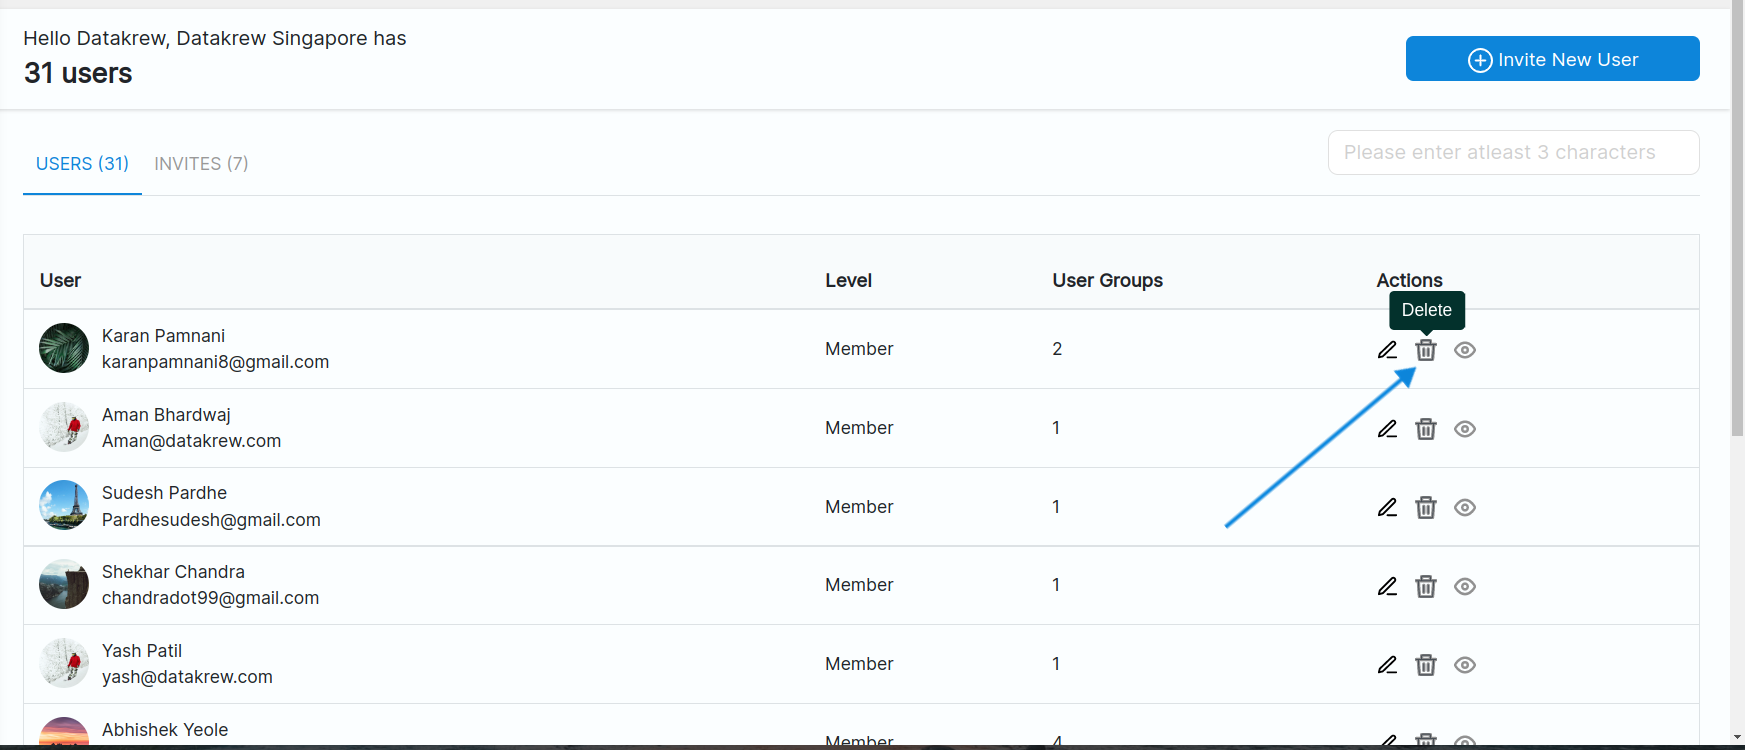 Hello Datakrew, Datakrew Singapore has
31 users
Invite New User
USERS (31) INVITES (7)
Please enter atleast 3 characters
User Level User Groups Actions
Delete
Karan Pamnani
karanpamnani8@gmail.com
Member 2
Aman Bhardwaj
Aman@datakrew.com
Member 1
Sudesh Pardhe
Pardhesudesh@gmail.com
Member 1
Shekhar Chandra
chandradot99@gmail.com
Member 1
Yash Patil
yash@datakrew.com
Member 1
Abhishek Yeole
Member 4